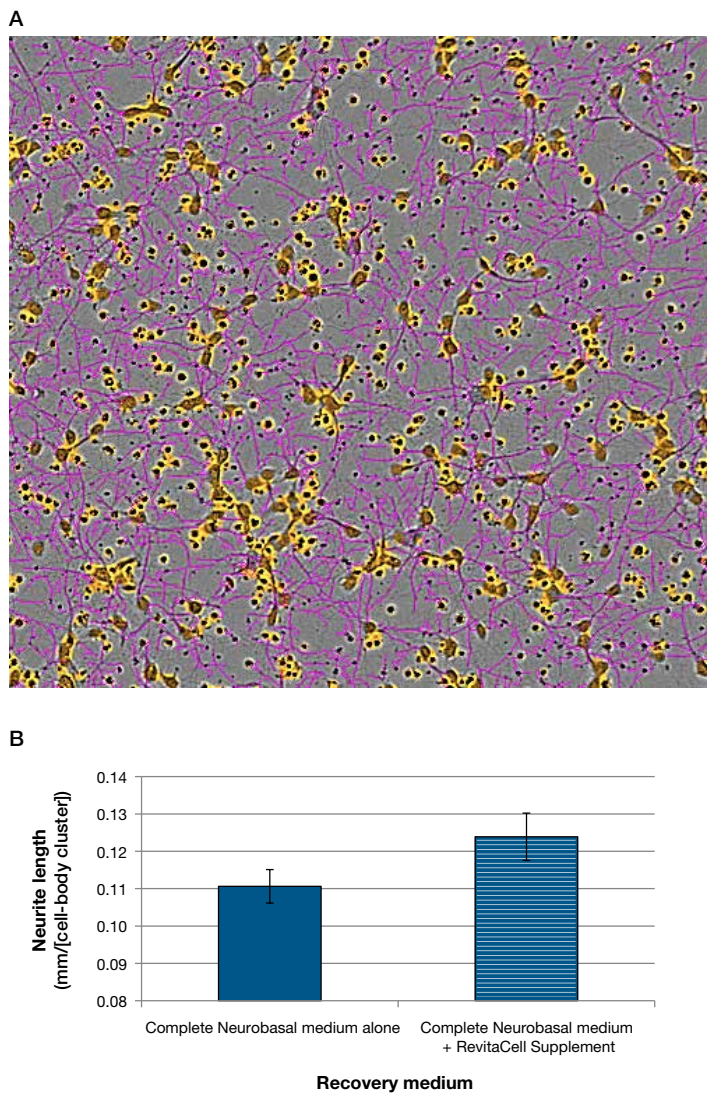 A
B
Neurite length
(mm/[cell-body cluster])
0.14
0.13
0.12
0.11
0.10
0.09
0.08
Complete Neurobasal medium alone
Complete Neurobasal medium
+ RevitaCell Supplement
Recovery medium